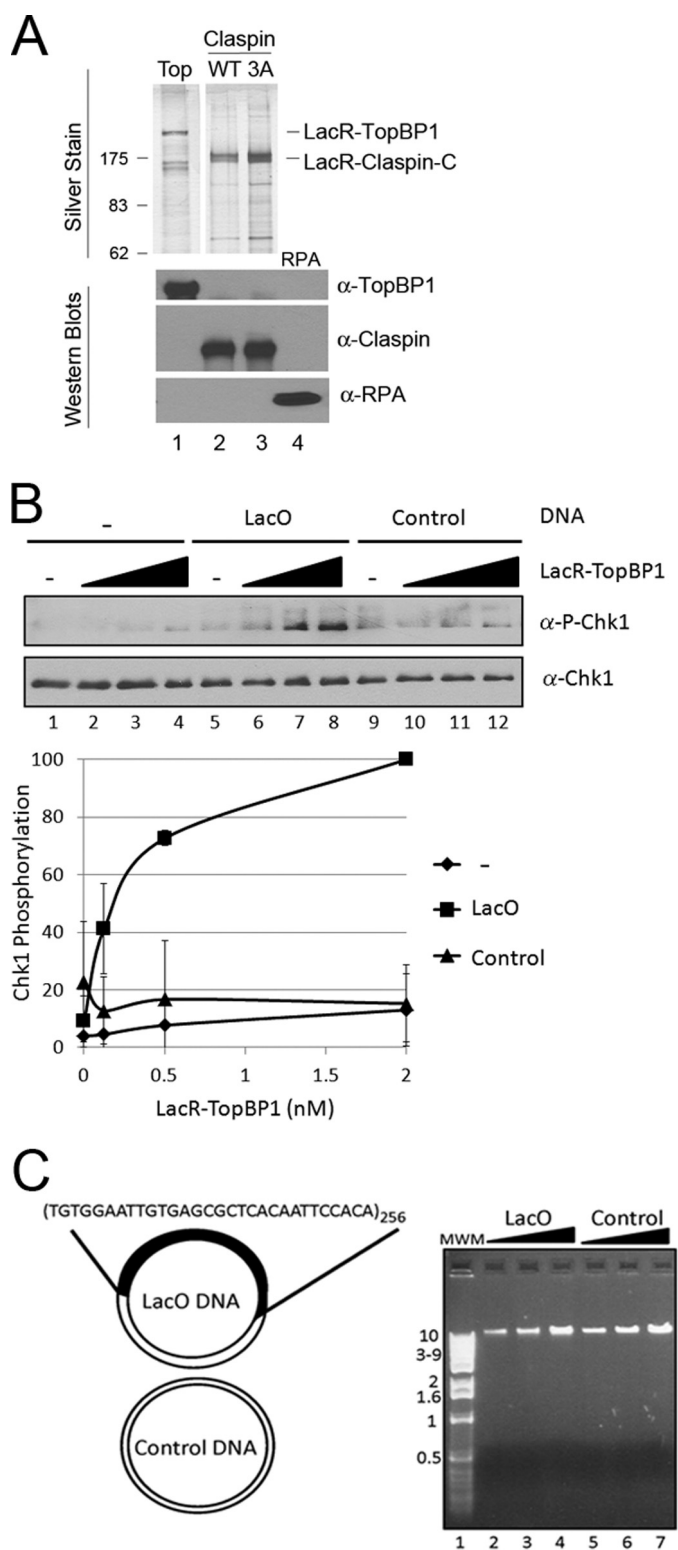 A
Claspin
Top WT 3A
LacR-TopBP1
LacR-Claspin-C
175
83
62
Silver Stain
RPA
α-TopBP1
α-Claspin
α-RPA
Western Blots
1 2 3 4
B
- LacO Control DNA
- - - LacR-TopBP1
α-P-Chk1
α-Chk1
1 2 3 4 5 6 7 8 9 10 11 12
100
80
60
40
20
0
Chk1 Phosphorylation
0 0.5 1 1.5 2
LacR-TopBP1 (nM)
-
LacO
Control
C
(TGTGGAATTGTGAGCGCTCACAATTCCACA)256
LacO DNA
Control DNA
LacO Control
MWM
10
3-9
2
1.6
1
0.5
1 2 3 4 5 6 7